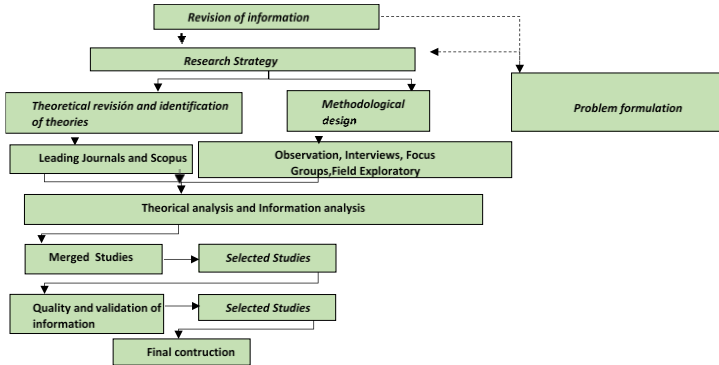 Revision of information
Research Strategy
Theoretical revisión and identification
of theories
Methodological
design
Problem formulation
Leading Journals and Scopus
Observation, Interviews, Focus
Groups,Field Exploratory
Theorical analysis and Information analysis
Merged Studies
Selected Studies
Quality and validation of
information
Selected Studies
Final contruction